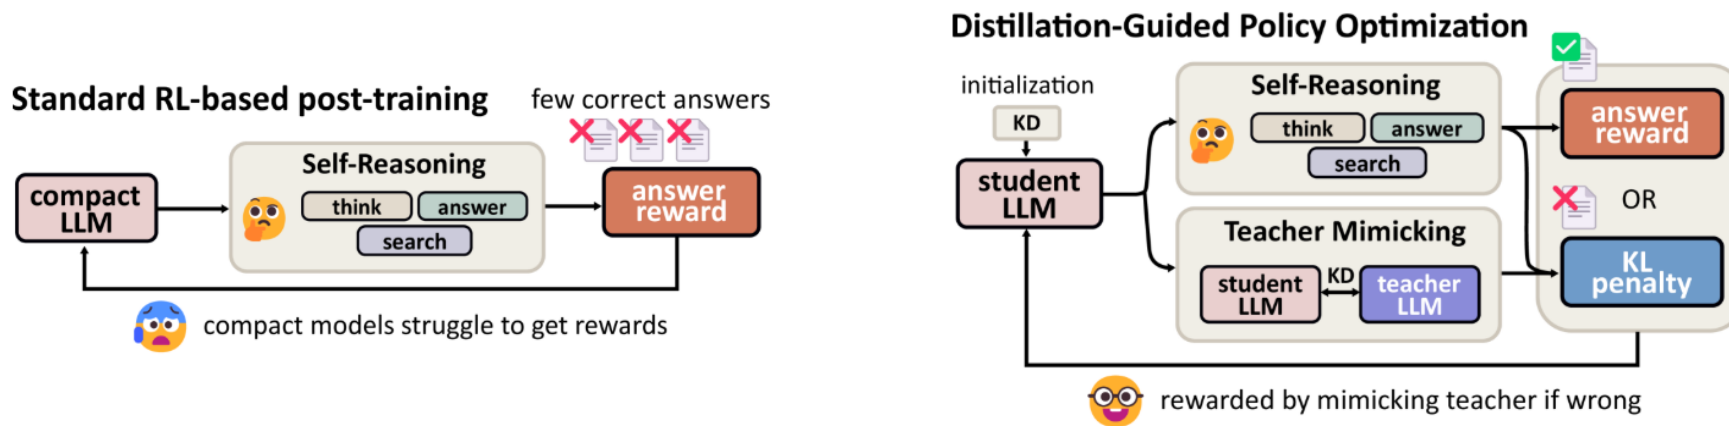 Standard RL-based post-training
few correct answers
compact
LLM
Self-Reasoning
think
answer
search
answer
reward
compact models struggle to get rewards
Distillation-Guided Policy Optimization
initialization
KD
student
LLM
Self-Reasoning
think
answer
search
Teacher Mimicking
student
LLM
KD
teacher
LLM
answer
reward
OR
KL
penalty
rewarded by mimicking teacher if wrong